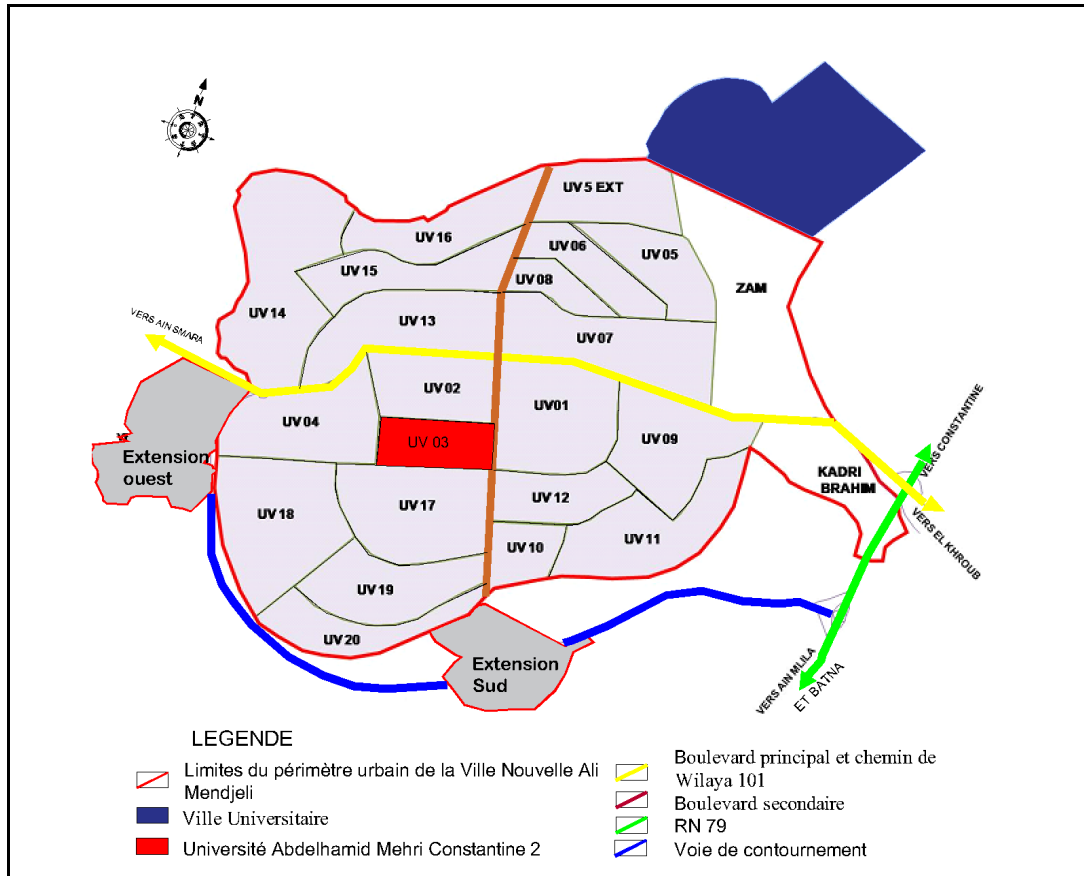 N
UV 5 EXT
UV 16
UV 06
UV 05
UV 15
UV 08
ZAM
UV 14
UV 13
UV 07
VERS AIN SMARA
UV 02
UV 04
UV 03
UV01
UV 09
VERS CONSTANTINE
Extension
ouest
KADRI
BRAHIM
UV 17
UV 12
UV 18
VERS EL KHROUB
UV 10
UV 11
UV 19
UV 20
Extension
Sud
VERS AIN MLILA
ET BATNA
LEGENDE
Limites du périmètre urbain de la Ville Nouvelle Ali
Mendjeli
Ville Universitaire
Université Abdelhamid Mehri Constantine 2
Boulevard principal et chemin de
Wilaya 101
Boulevard secondaire
RN 79
Voie de contournement